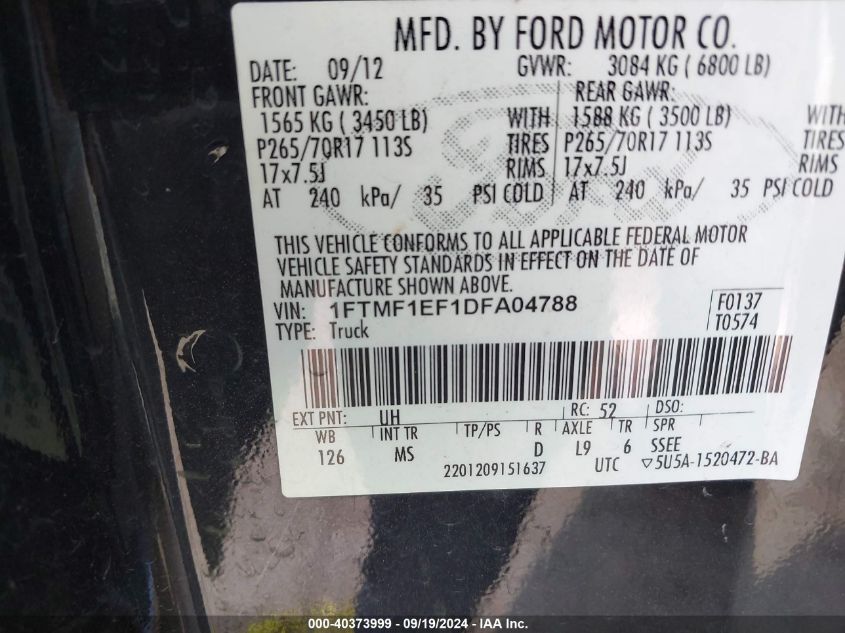 MFD. BY FORD MOTOR CO.
DATE: 09/12 GVWR: 3084 KG ( 6800 LB)
FRONT GAWR: REAR GAWR:
1565 KG ( 3450 LB) WITH 1588 KG ( 3500 LB) WITH
P265/70R17 113S TIRES P265/70R17 113S TIRES
17x7.5J RIMS 17x7.5J RIMS
AT 240 kPa/ 35 PSI COLD AT 240 kPa/ 35 PSI COLD
THIS VEHICLE CONFORMS TO ALL APPLICABLE FEDERAL MOTOR
VEHICLE SAFETY STANDARDS IN EFFECT ON THE DATE OF
MANUFACTURE SHOWN ABOVE.
VIN: 1FTMF1EF1DFA04788 F0137
TYPE: Truck T0574
EXT PNT: UH RC: 52 DSO:
WB INT TR TP/PS R AXLE TR SPR
126 MS D L9 6 SSEE
2201209151637 UTC ▽5U5A-1520472-BA
000-40373999 - 09/19/2024 - Copyright IAA, Inc.